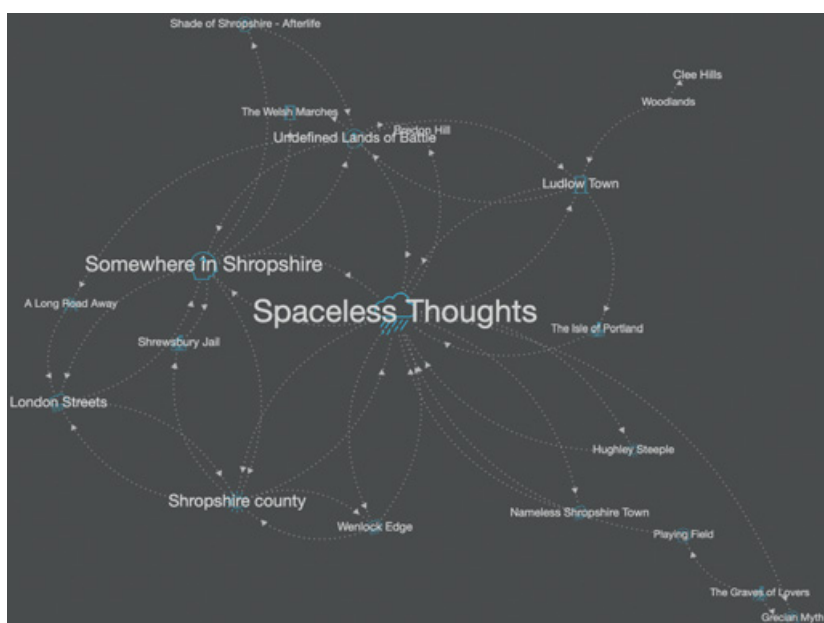 Shade of Shropshire - Afterlife
Clee Hills
Woodlands
The Welsh Marches
Bredon Hill
Undefined Lands of Battle
Ludlow Town
Somewhere in Shropshire
A Long Road Away
Spaceless Thoughts
The Isle of Portland
Shrewsbury Jail
London Streets
Hughley Steeple
Shropshire county
Nameless Shropshire Town
Wenlock Edge
Playing Field
The Graves of Lovers
Grecian Myth